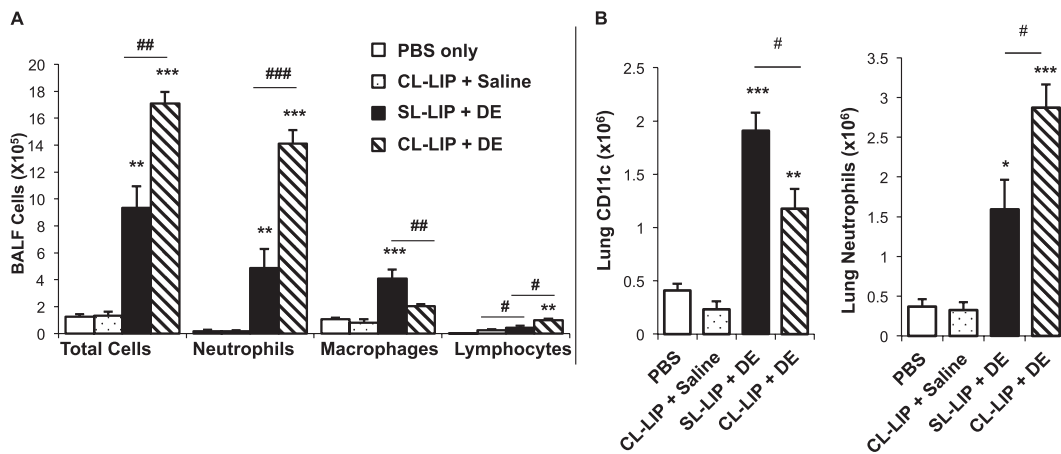 A
BALF Cells (X10⁵)
20
18
16
14
12
10
8
6
4
2
0
##
***
**
###
***
**
##
***
#
#
**
PBS only
CL-LIP + Saline
SL-LIP + DE
CL-LIP + DE
Total Cells
Neutrophils
Macrophages
Lymphocytes
B
Lung CD11c (x10⁶)
2.5
2
1.5
1
0.5
0
#
***
**
PBS
CL-LIP + Saline
SL-LIP + DE
CL-LIP + DE
Lung Neutrophils (x10⁶)
3.5
3
2.5
2
1.5
1
0.5
0
#
***
*
PBS
CL-LIP + Saline
SL-LIP + DE
CL-LIP + DE